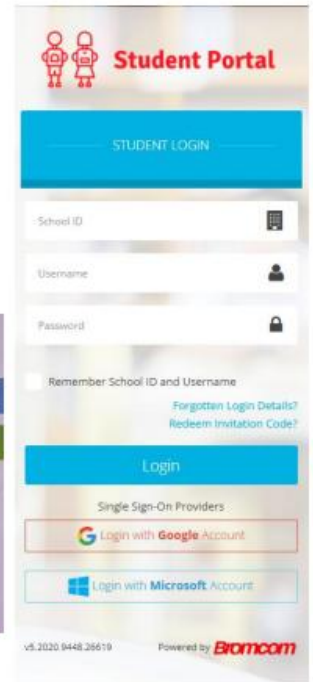 Student Portal
STUDENT LOGIN
School ID
Username
Password
Remember School ID and Username
Forgotten Login Details?
Redeem Invitation Code?
Login
Single Sign-On Providers
Login with Google Account
Login with Microsoft Account
v5.2020.9448.26619 Powered by Bromcom